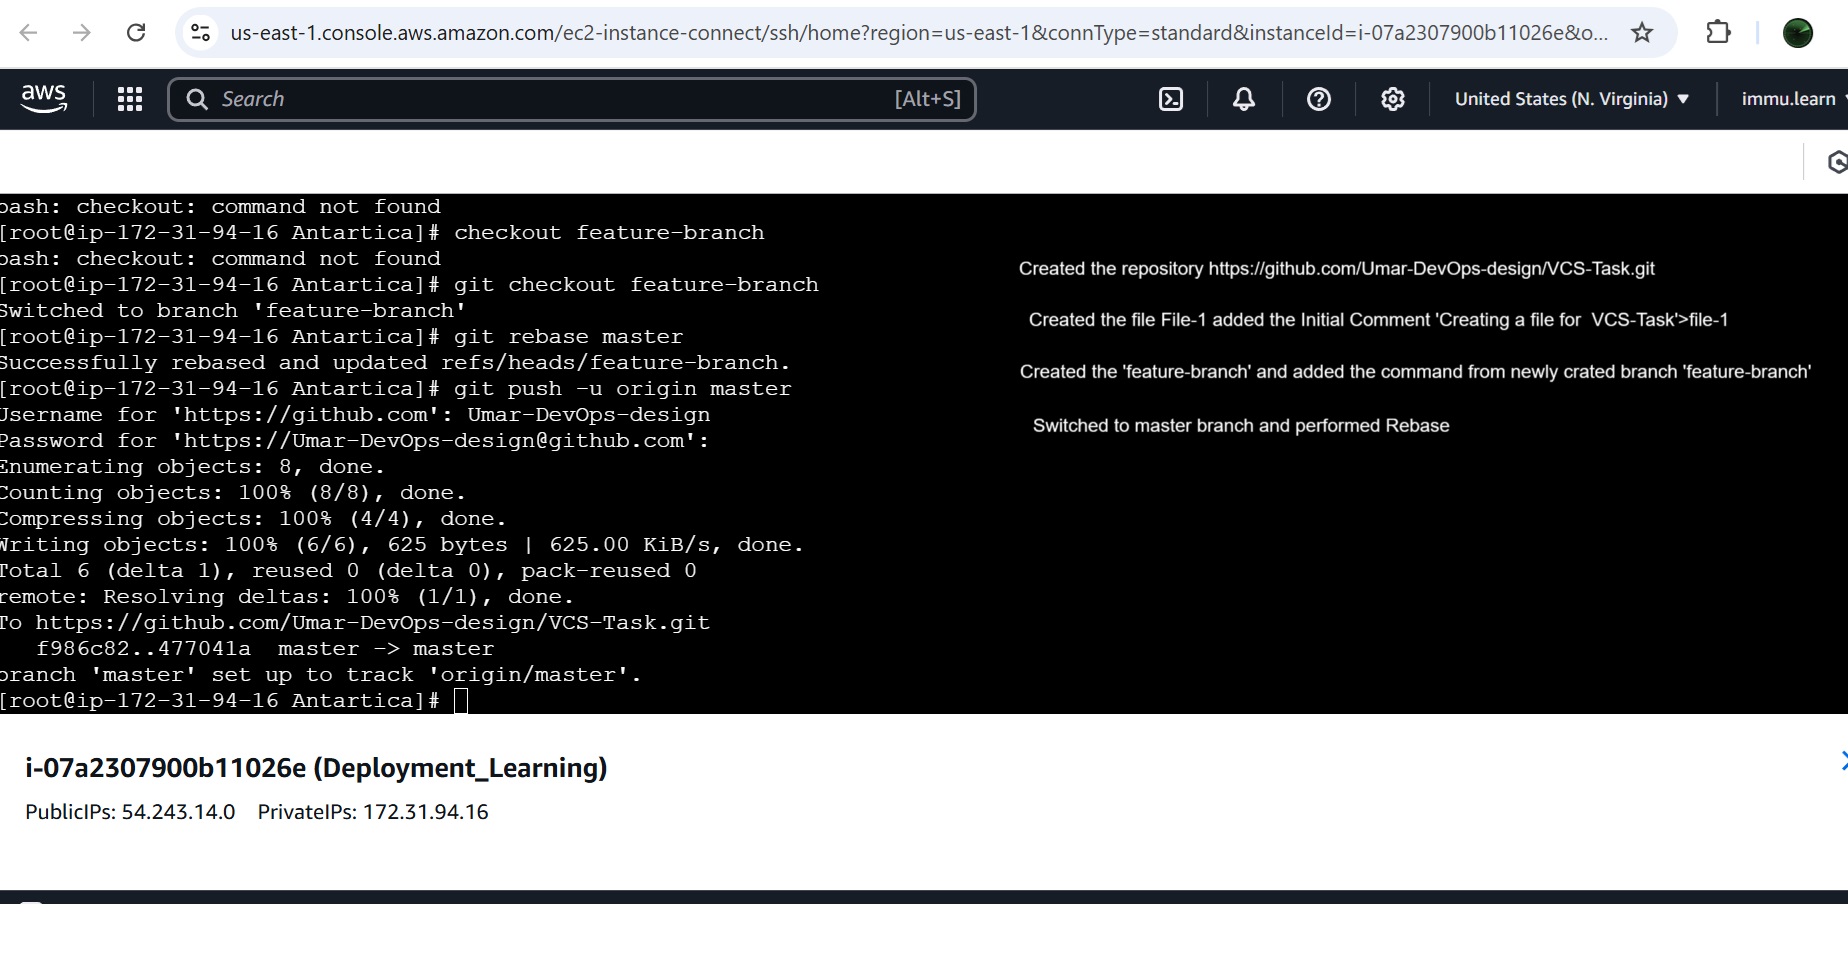 us-east-1.console.aws.amazon.com/ec2-instance-connect/ssh/home?region=us-east-1&connType=standard&instanceId=i-07a2307900b11026e&o...
aws
Search [Alt+S]
United States (N. Virginia)
immu.learn
bash: checkout: command not found
[root@ip-172-31-94-16 Antartica]# checkout feature-branch
bash: checkout: command not found
[root@ip-172-31-94-16 Antartica]# git checkout feature-branch
Switched to branch 'feature-branch'
[root@ip-172-31-94-16 Antartica]# git rebase master
Successfully rebased and updated refs/heads/feature-branch.
[root@ip-172-31-94-16 Antartica]# git push -u origin master
Username for 'https://github.com': Umar-DevOps-design
Password for 'https://Umar-DevOps-design@github.com':
Enumerating objects: 8, done.
Counting objects: 100% (8/8), done.
Compressing objects: 100% (4/4), done.
Writing objects: 100% (6/6), 625 bytes | 625.00 KiB/s, done.
Total 6 (delta 1), reused 0 (delta 0), pack-reused 0
remote: Resolving deltas: 100% (1/1), done.
To https://github.com/Umar-DevOps-design/VCS-Task.git
f986c82..477041a master -> master
branch 'master' set up to track 'origin/master'.
[root@ip-172-31-94-16 Antartica]#
Created the repository https://github.com/Umar-DevOps-design/VCS-Task.git
Created the file File-1 added the Initial Comment 'Creating a file for VCS-Task'>file-1
Created the 'feature-branch' and added the command from newly crated branch 'feature-branch'
Switched to master branch and performed Rebase
i-07a2307900b11026e (Deployment_Learning)
PublicIPs: 54.243.14.0 PrivateIPs: 172.31.94.16